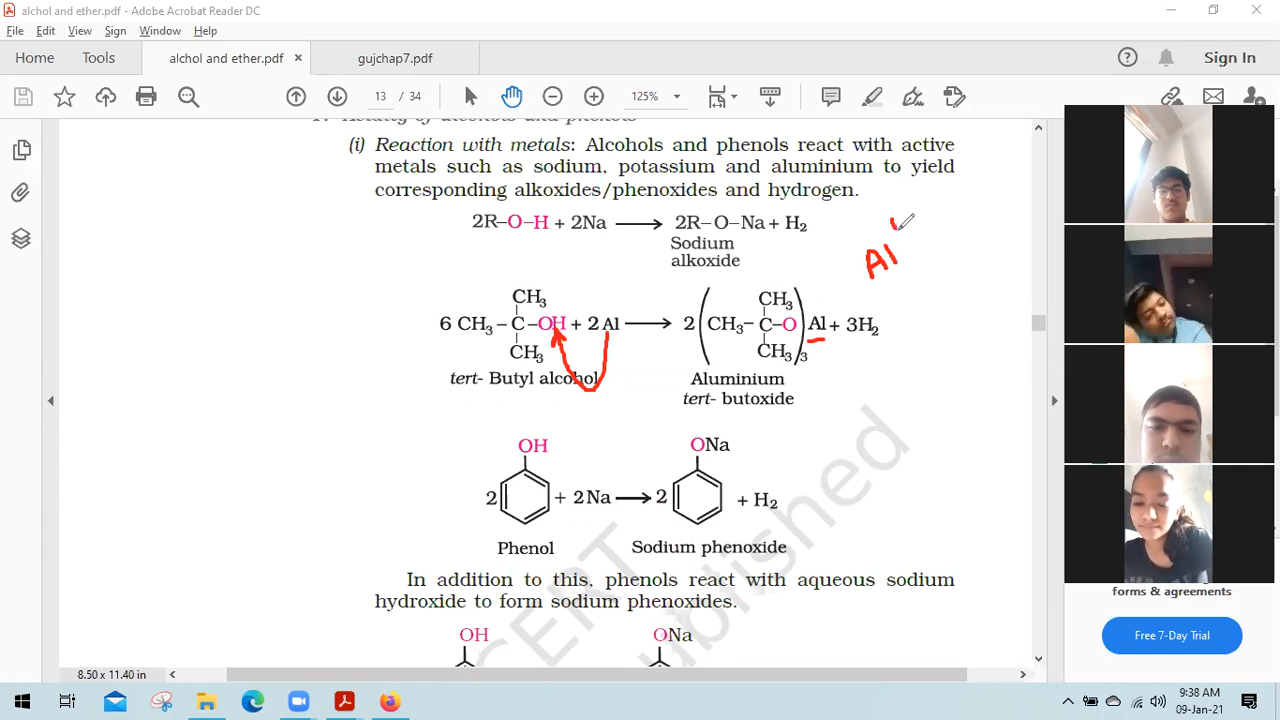 alchol and ether.pdf - Adobe Acrobat Reader DC
File Edit View Sign Window Help
Home Tools alchol and ether.pdf × gujchap7.pdf Sign In
13 / 34 125%
(i) Reaction with metals: Alcohols and phenols react with active
metals such as sodium, potassium and aluminium to yield
corresponding alkoxides/phenoxides and hydrogen.
2R–O–H + 2Na ⟶ 2R–O–Na + H₂
Sodium
alkoxide
Al
CH₃ CH₃
6 CH₃ – C –OH + 2 Al ⟶ 2 ( CH₃– C –O )₃ Al + 3H₂
CH₃ CH₃
tert- Butyl alcohol Aluminium
tert- butoxide
OH ONa
2 + 2 Na ⟶ 2 + H₂
Phenol Sodium phenoxide
In addition to this, phenols react with aqueous sodium
hydroxide to form sodium phenoxides.
OH ONa
forms & agreements
Free 7-Day Trial
8.50 x 11.40 in
9:38 AM
09-Jan-21